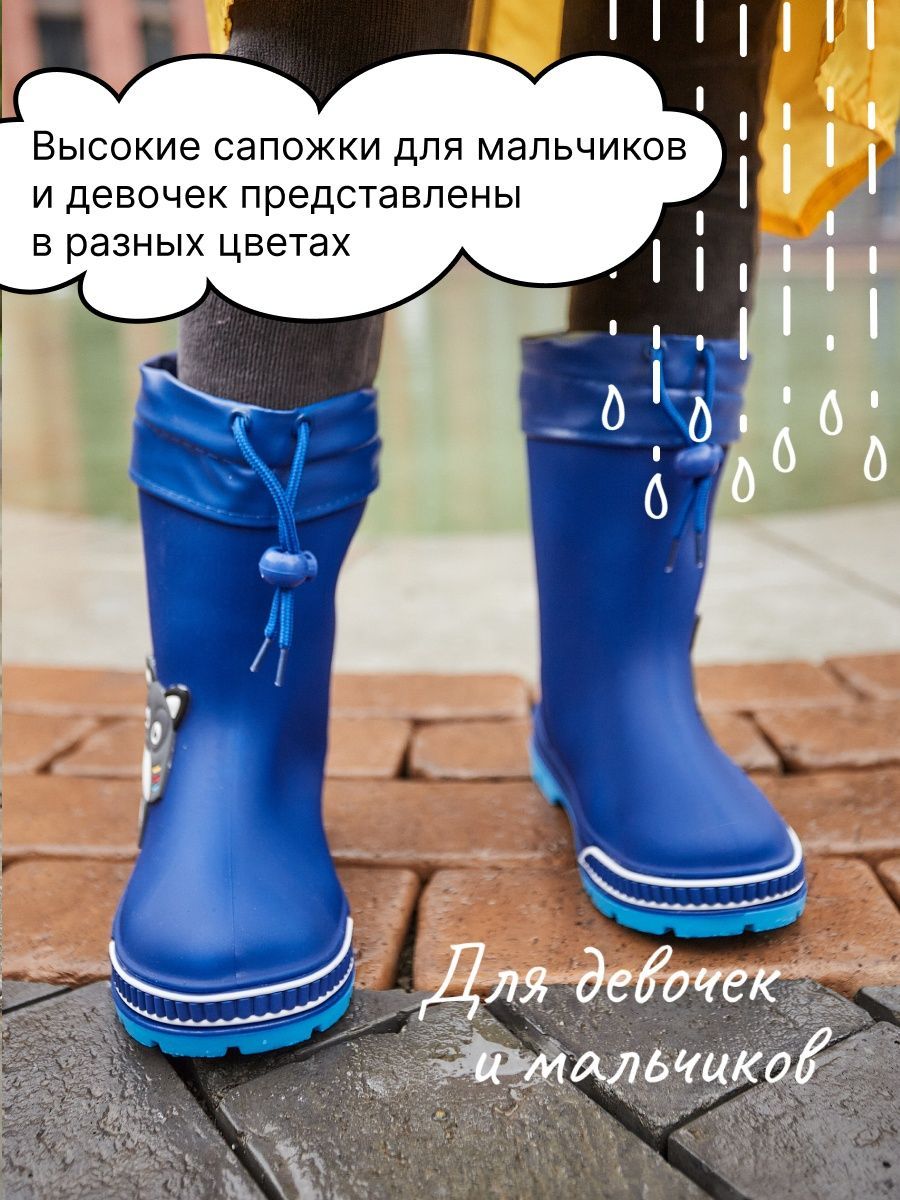 Высокие сапожки для мальчиков
и девочек представлены
в разных цветах
Для девочек
и мальчиков